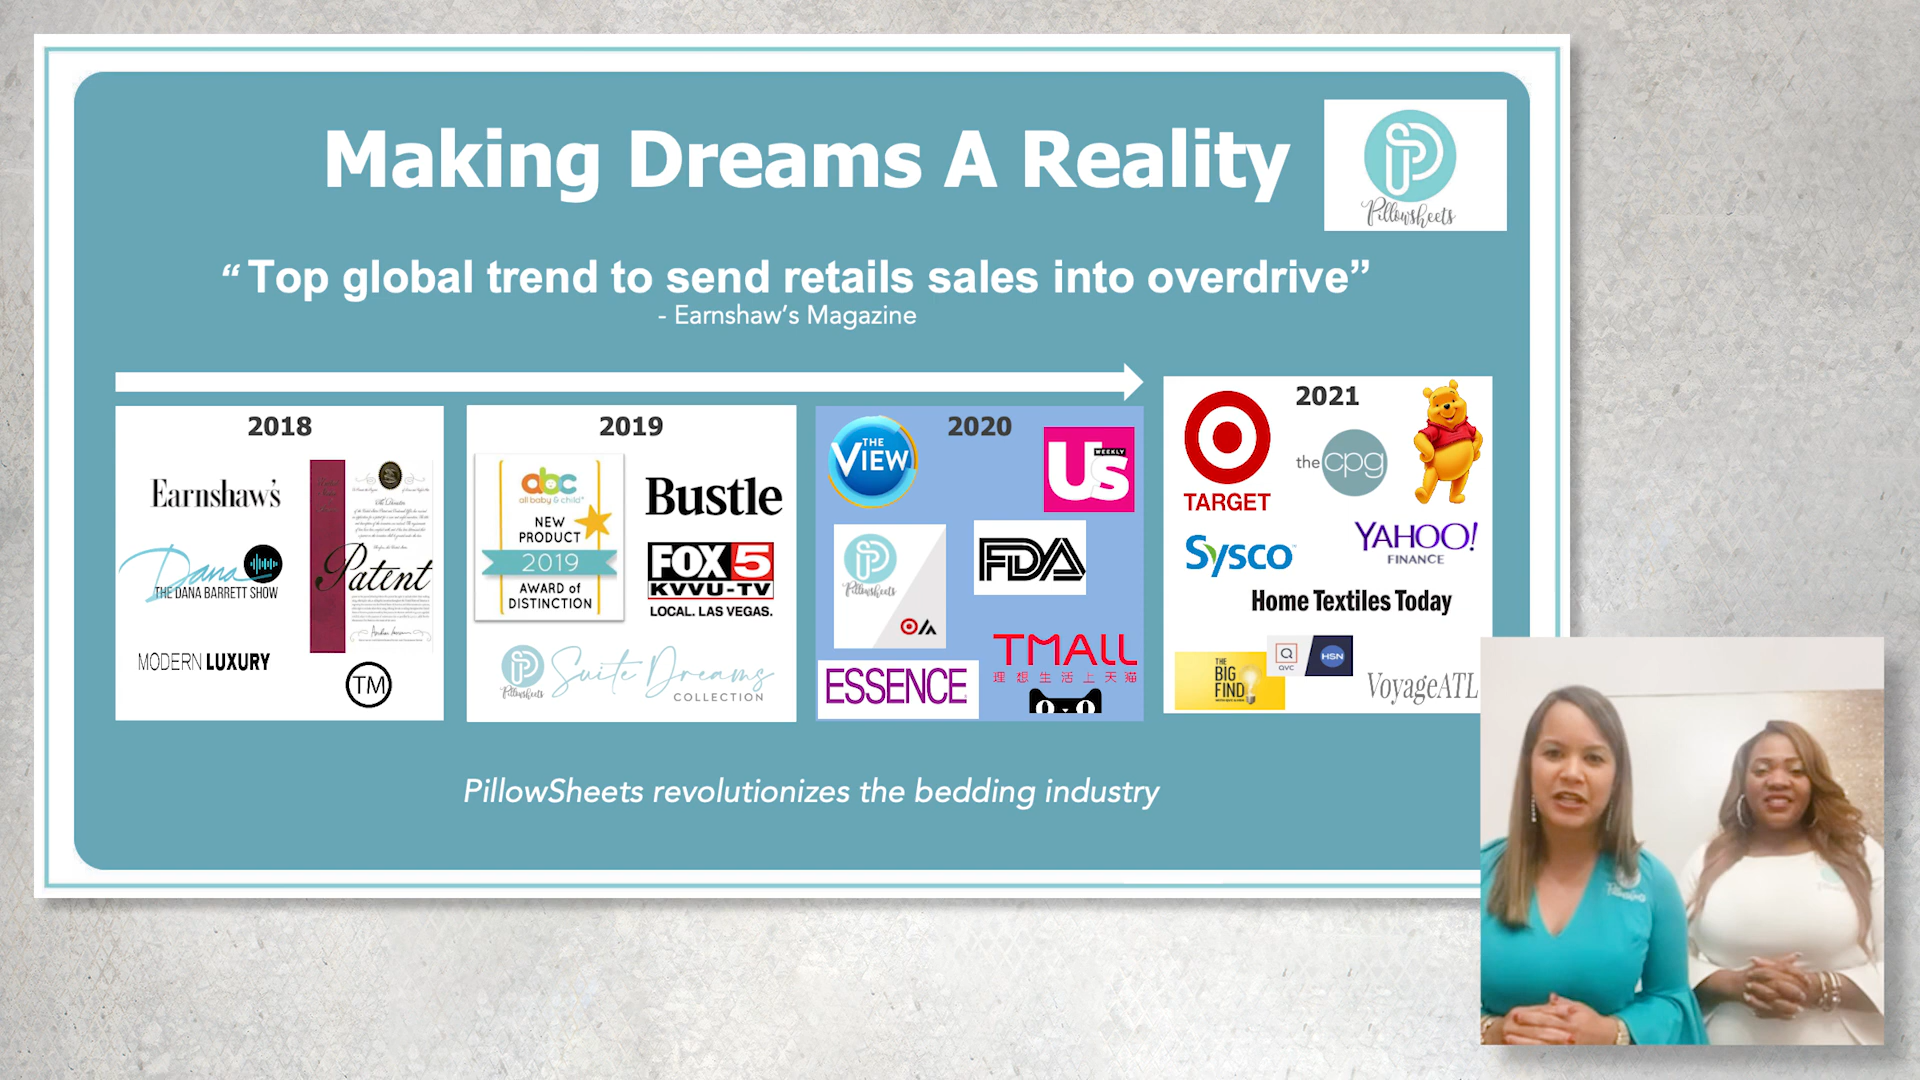 Making Dreams A Reality
Pillowsheets
“ Top global trend to send retails sales into overdrive”
- Earnshaw’s Magazine
2018
Earnshaw's
Dana
THE DANA BARRETT SHOW
Patent
MODERN LUXURY
TM
2019
abc
all baby & child
NEW
PRODUCT
2019
AWARD of
DISTINCTION
Bustle
FOX 5
KVVU-TV
LOCAL. LAS VEGAS.
Pillowsheets
Suite Dreams
COLLECTION
2020
THE
VIEW
Us
WEEKLY
Pillowsheets
FDA
ESSENCE
TMALL
理想生活上天猫
2021
TARGET
the cpg
Sysco
YAHOO!
FINANCE
Home Textiles Today
THE
BIG
FIND
Q
QVC
HSN
VoyageATL
PillowSheets revolutionizes the bedding industry